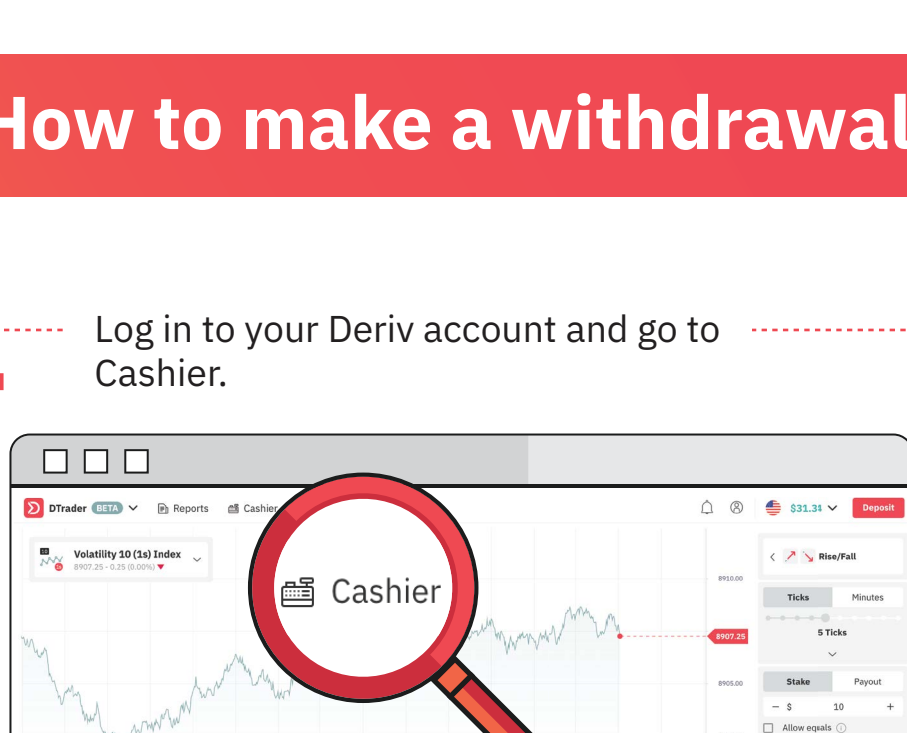 How to make a withdrawal
Log in to your Deriv account and go to
Cashier.
DTrader BETA Reports Cashier $31.34 Deposit
Volatility 10 (1s) Index
8907.25 - 0.25 (0.00%)
Cashier
8910.00
8907.25
8905.00
Rise/Fall
Ticks Minutes
5 Ticks
Stake Payout
− $ 10 +
Allow equals